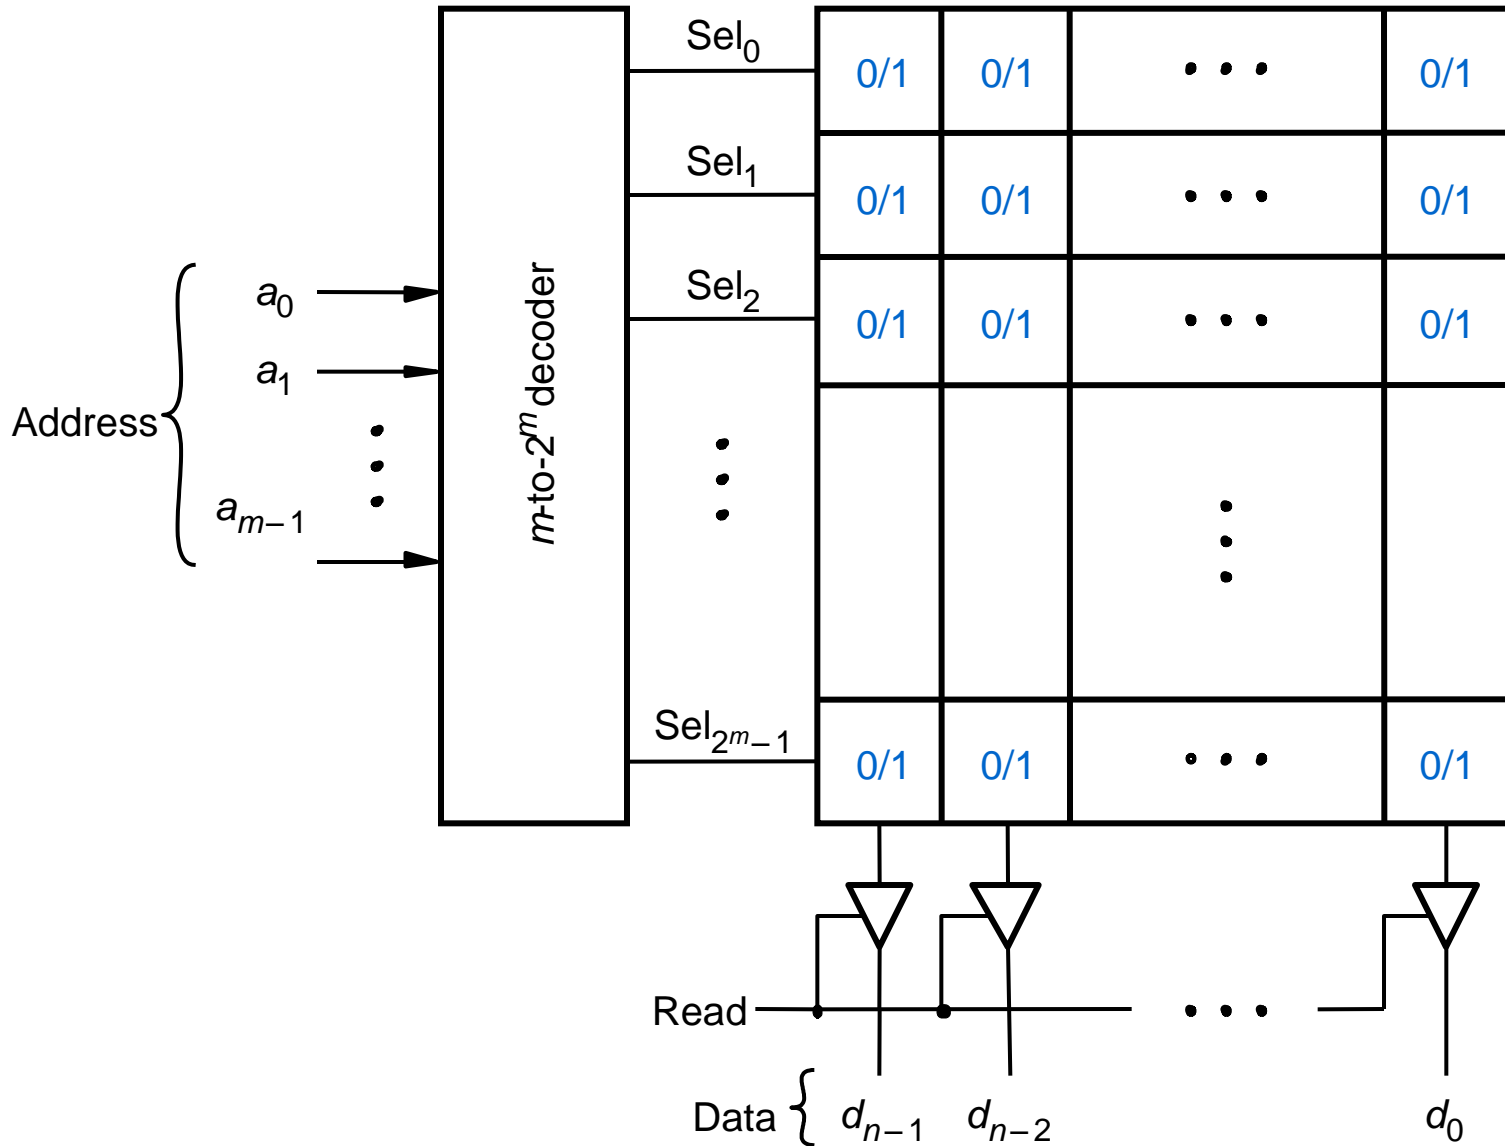 Sel₀
0/1 0/1 • • • 0/1
Sel₁
0/1 0/1 • • • 0/1
Sel₂
0/1 0/1 • • • 0/1
Address
a₀
a₁
aₘ₋₁
m-to-2ᵐ decoder
Sel₂ᵐ₋₁
0/1 0/1 • • • 0/1
Read • • •
Data dₙ₋₁ dₙ₋₂ d₀